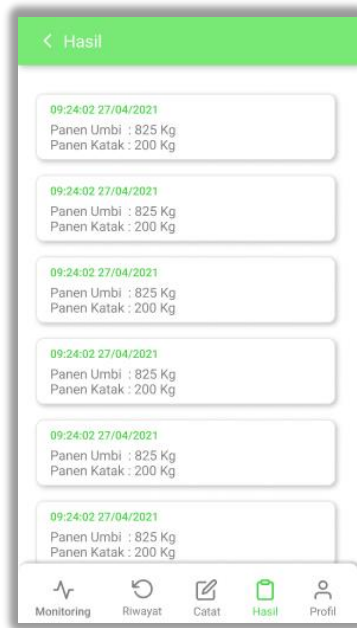 Hasil
09:24:02 27/04/2021
Panen Umbi : 825 Kg
Panen Katak : 200 Kg
09:24:02 27/04/2021
Panen Umbi : 825 Kg
Panen Katak : 200 Kg
09:24:02 27/04/2021
Panen Umbi : 825 Kg
Panen Katak : 200 Kg
09:24:02 27/04/2021
Panen Umbi : 825 Kg
Panen Katak : 200 Kg
09:24:02 27/04/2021
Panen Umbi : 825 Kg
Panen Katak : 200 Kg
09:24:02 27/04/2021
Panen Umbi : 825 Kg
Panen Katak : 200 Kg
Monitoring Riwayat Catat Hasil Profil